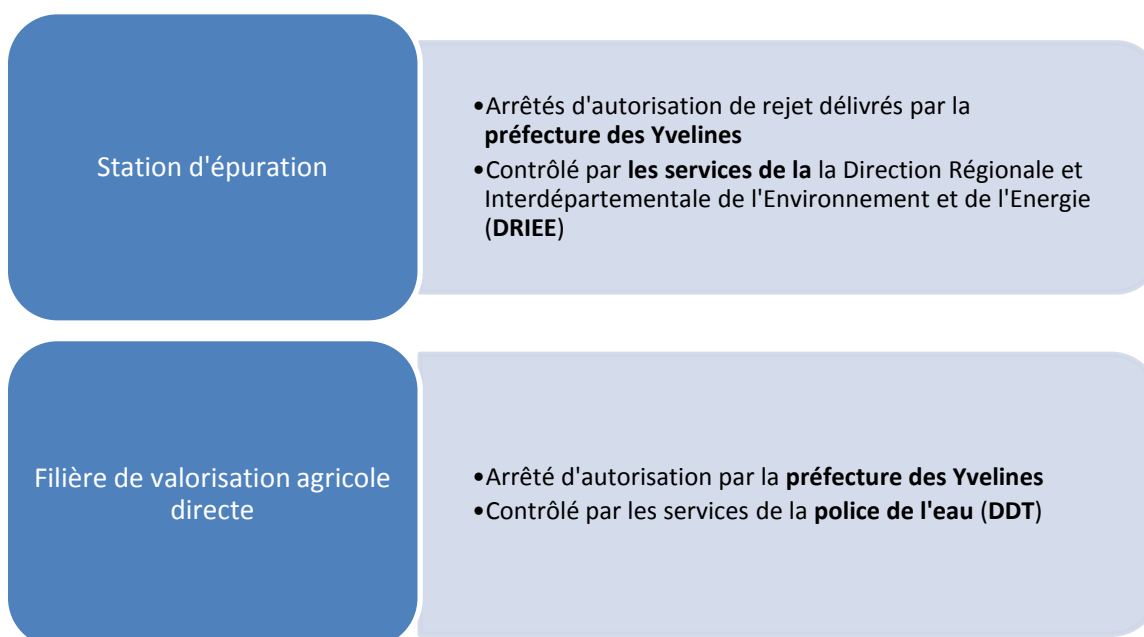 Station d'épuration
•Arrêtés d'autorisation de rejet délivrés par la
préfecture des Yvelines
•Contrôlé par les services de la la Direction Régionale et
Interdépartementale de l'Environnement et de l'Energie
(DRIEE)
Filière de valorisation agricole
directe
•Arrêté d'autorisation par la préfecture des Yvelines
•Contrôlé par les services de la police de l'eau (DDT)